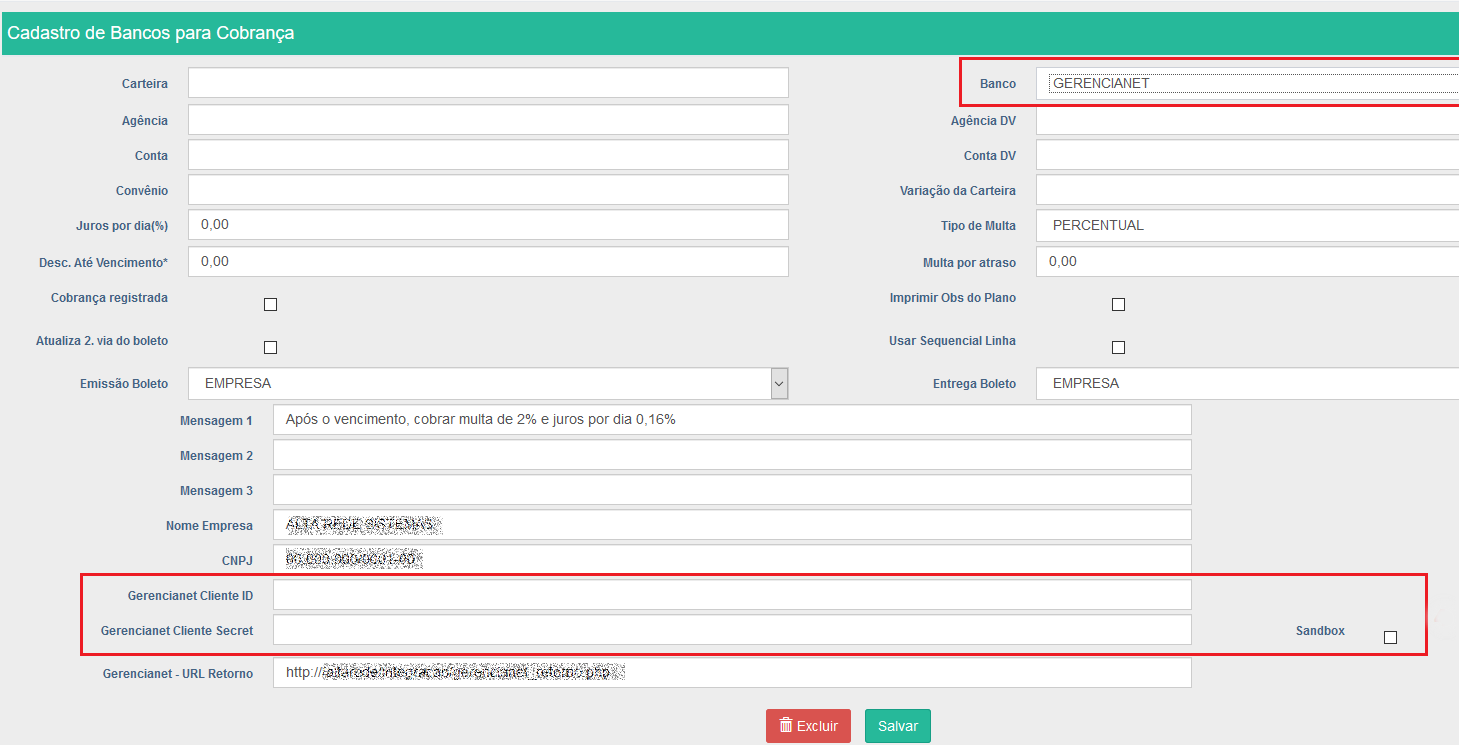 Cadastro de Bancos para Cobrança
Carteira
Banco GERENCIANET
Agência
Agência DV
Conta
Conta DV
Convênio
Variação da Carteira
Juros por dia(%) 0,00
Tipo de Multa PERCENTUAL
Desc. Até Vencimento* 0,00
Multa por atraso 0,00
Cobrança registrada
Imprimir Obs do Plano
Atualiza 2. via do boleto
Usar Sequencial Linha
Emissão Boleto EMPRESA
Entrega Boleto EMPRESA
Mensagem 1 Após o vencimento, cobrar multa de 2% e juros por dia 0,16%
Mensagem 2
Mensagem 3
Nome Empresa ALTA REDE SISTEMAS
CNPJ
Gerencianet Cliente ID
Gerencianet Cliente Secret
Sandbox
Gerencianet - URL Retorno http://
Excluir
Salvar